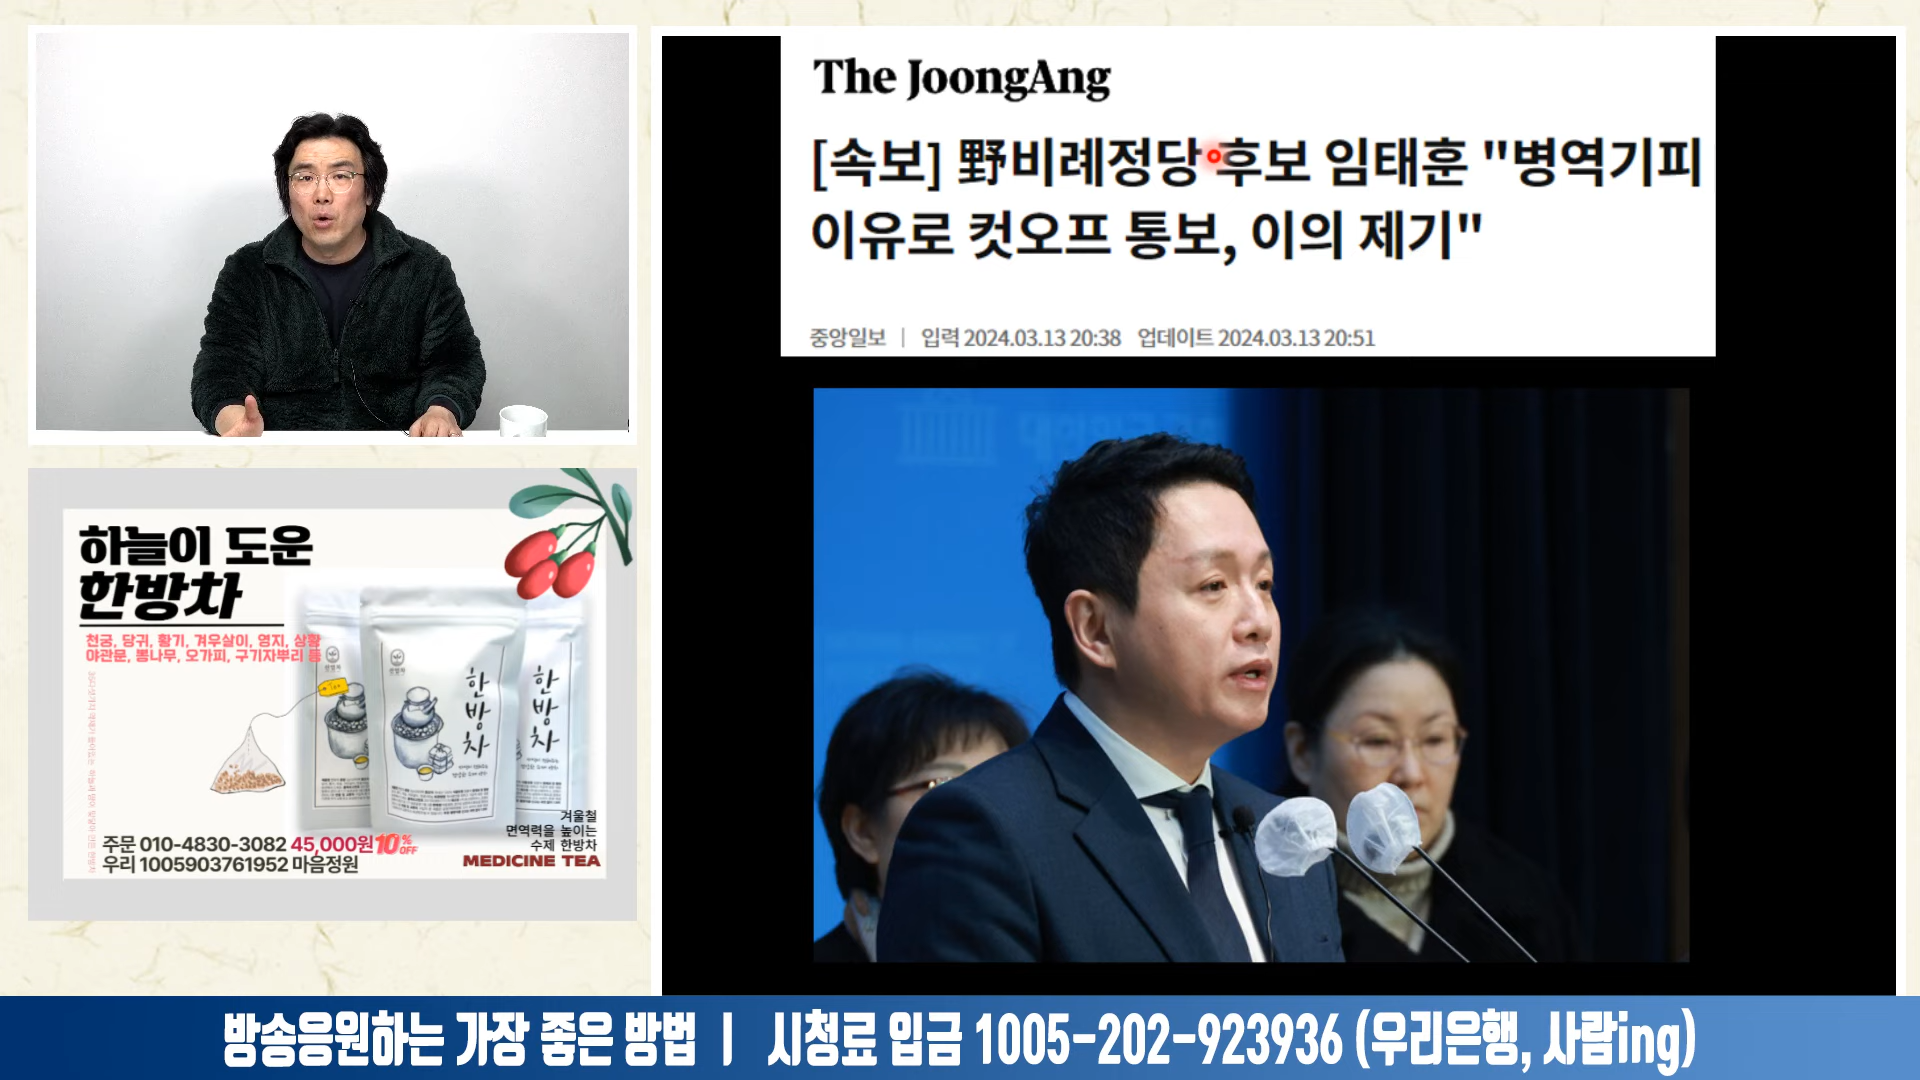 The JoongAng
[속보] 野비례정당 후보 임태훈 "병역기피
이유로 컷오프 통보, 이의 제기"
중앙일보 | 입력 2024.03.13 20:38 업데이트 2024.03.13 20:51
하늘이 도운
한방차
천궁, 당귀, 황기, 겨우살이, 영지, 상황
야관문, 뽕나무, 오가피, 구기자뿌리 등
한방차
한방차
겨울철
면역력을 높이는
수제 한방차
MEDICINE TEA
주문 010-4830-3082 45,000원 10% OFF
우리 1005903761952 마음정원
방송응원하는 가장 좋은 방법 | 시청료 입금 1005-202-923936 (우리은행, 사람ing)